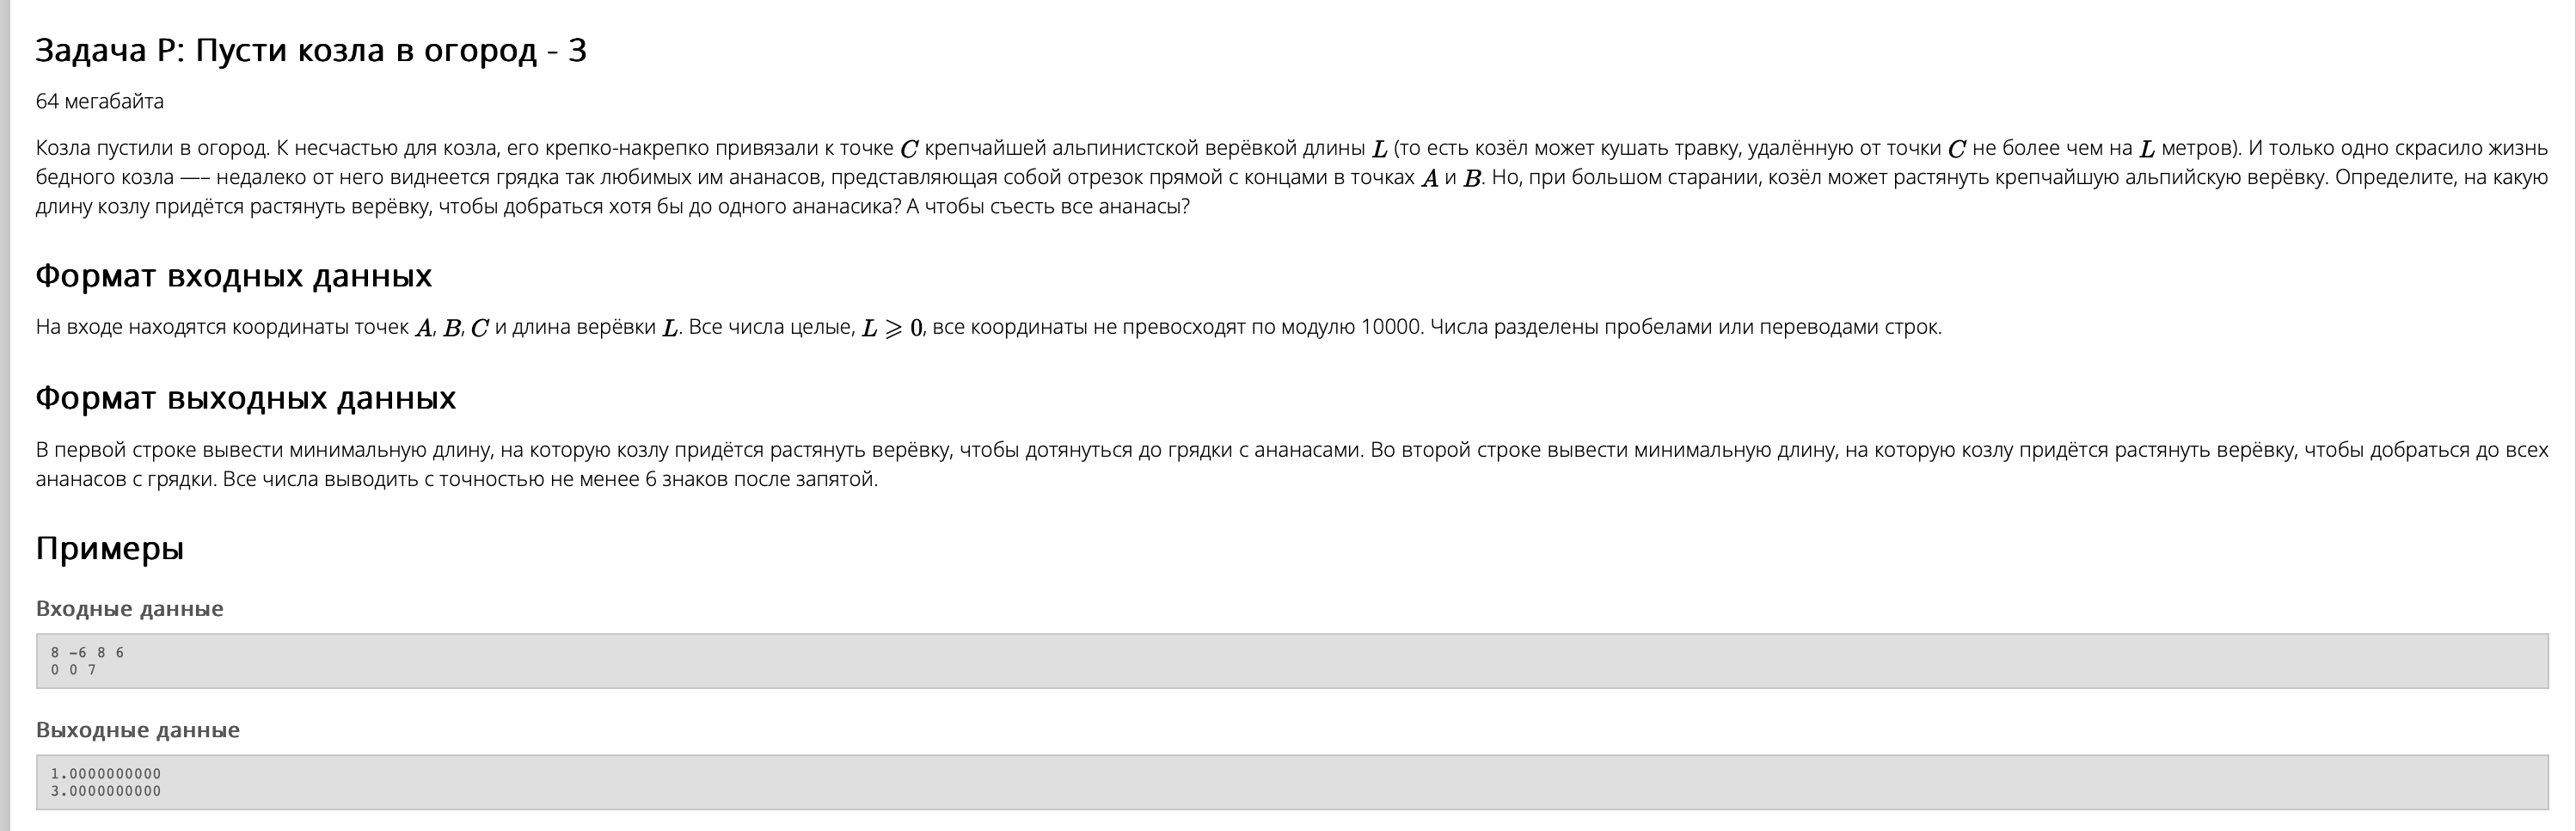 Задача P: Пусти козла в огород - 3
64 мегабайта
Козла пустили в огород. К несчастью для козла, его крепко-накрепко привязали к точке C крепчайшей альпинистской верёвкой длины L (то есть козёл может кушать травку, удалённую от точки C не более чем на L метров). И только одно скрасило жизнь
бедного козла —– недалеко от него виднеется грядка так любимых им ананасов, представляющая собой отрезок прямой с концами в точках A и B. Но, при большом старании, козёл может растянуть крепчайшую альпийскую верёвку. Определите, на какую
длину козлу придётся растянуть верёвку, чтобы добраться хотя бы до одного ананасика? А чтобы съесть все ананасы?
Формат входных данных
На входе находятся координаты точек A, B, C и длина верёвки L. Все числа целые, L ⩾ 0, все координаты не превосходят по модулю 10000. Числа разделены пробелами или переводами строк.
Формат выходных данных
В первой строке вывести минимальную длину, на которую козлу придётся растянуть верёвку, чтобы дотянуться до грядки с ананасами. Во второй строке вывести минимальную длину, на которую козлу придётся растянуть верёвку, чтобы добраться до всех
ананасов с грядки. Все числа выводить с точностью не менее 6 знаков после запятой.
Примеры
Входные данные
8 -6 8 6
0 0 7
Выходные данные
1.0000000000
3.0000000000